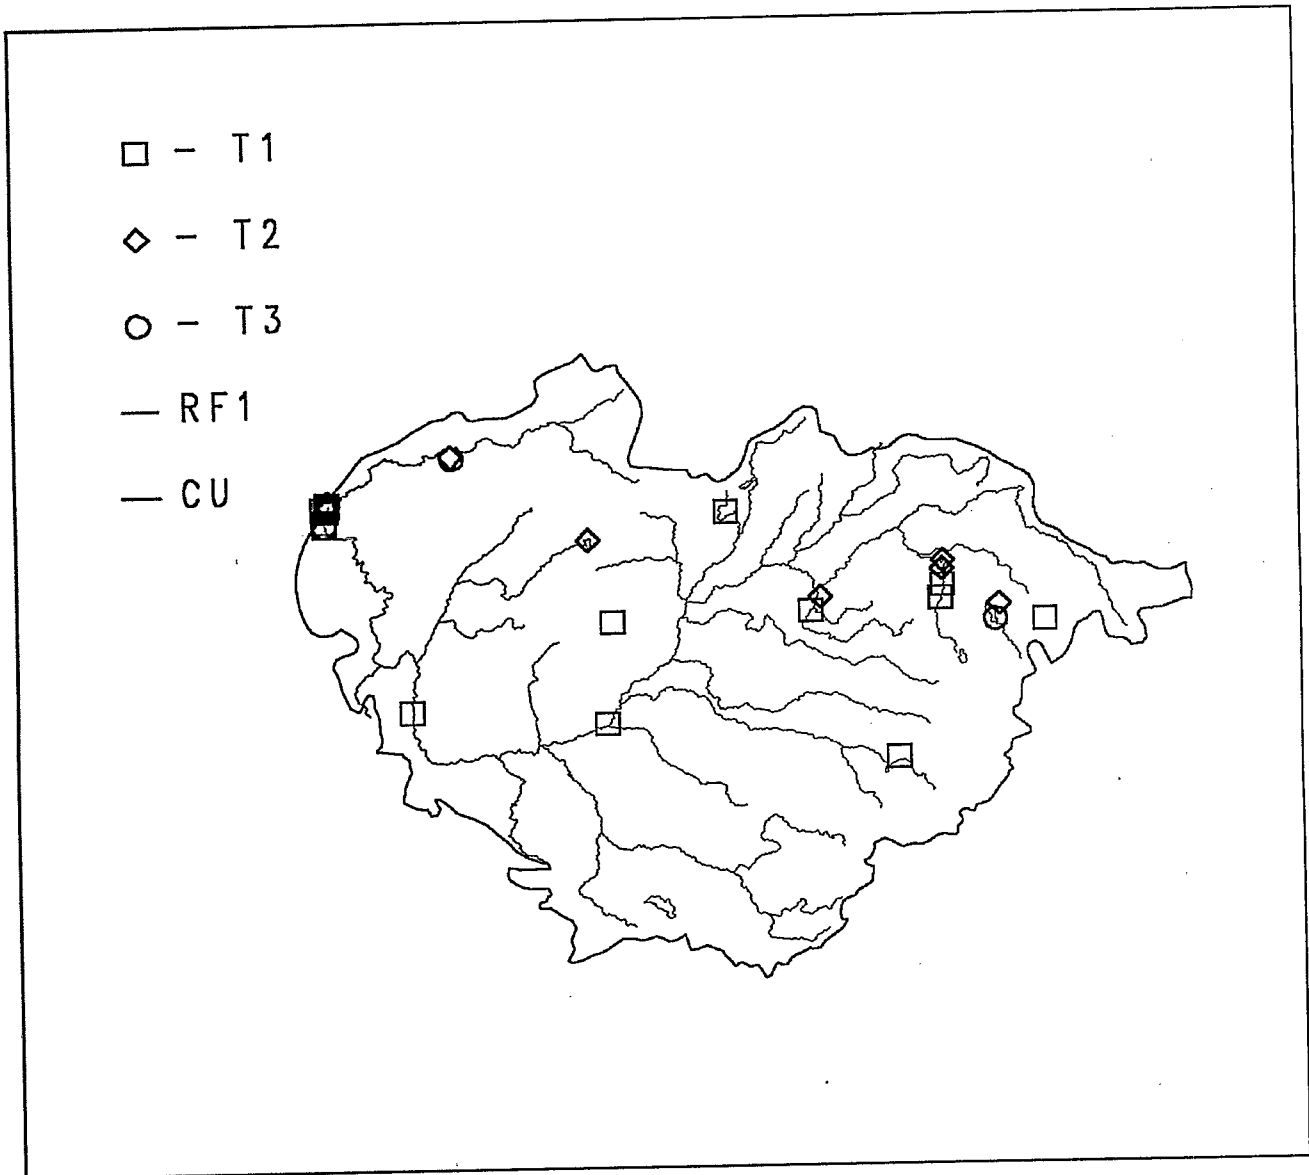 □ – T1
◇ – T2
○ – T3
— RF1
— CU